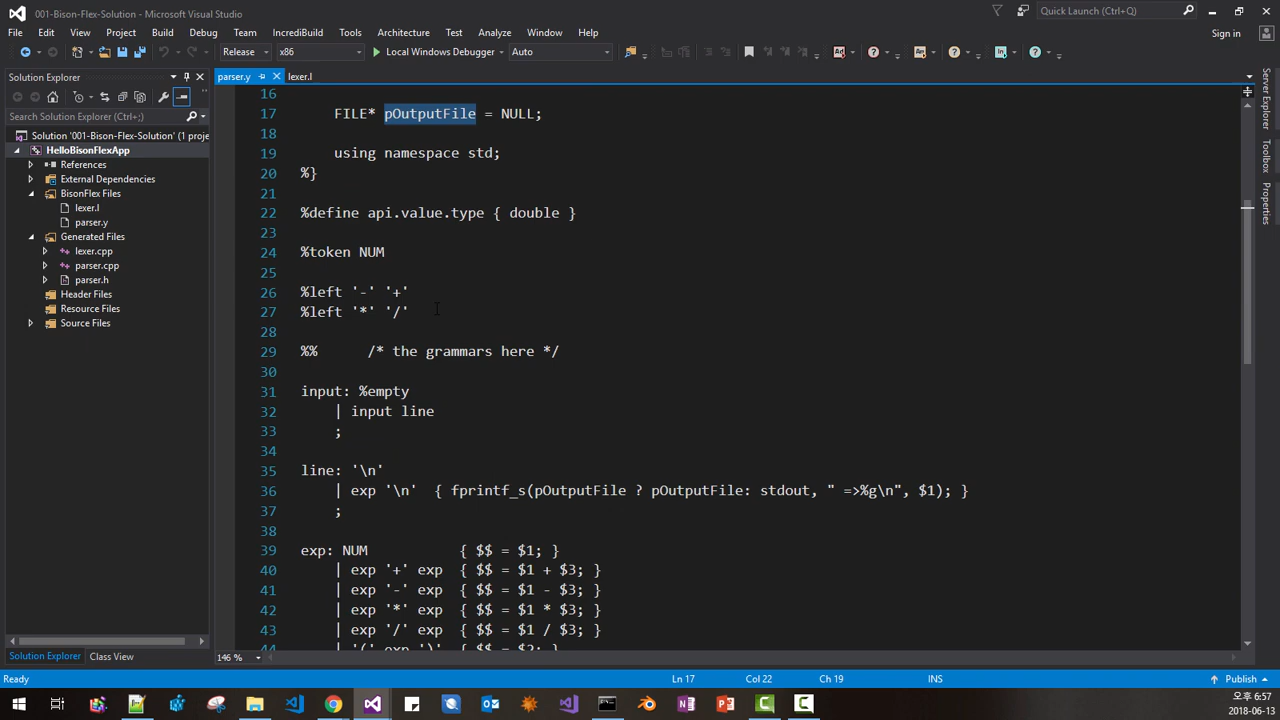 001-Bison-Flex-Solution - Microsoft Visual Studio
Quick Launch (Ctrl+Q)
File Edit View Project Build Debug Team IncrediBuild Tools Architecture Test Analyze Window Help
Sign in
Release x86 Local Windows Debugger Auto
Solution Explorer
parser.y lexer.l
Search Solution Explorer (Ctrl+;)
Solution '001-Bison-Flex-Solution' (1 proje
HelloBisonFlexApp
References
External Dependencies
BisonFlex Files
lexer.l
parser.y
Generated Files
lexer.cpp
parser.cpp
parser.h
Header Files
Resource Files
Source Files
Solution Explorer Class View
16
17 FILE* pOutputFile = NULL;
18
19 using namespace std;
20 %}
21
22 %define api.value.type { double }
23
24 %token NUM
25
26 %left '-' '+'
27 %left '*' '/'
28
29 %% /* the grammars here */
30
31 input: %empty
32 | input line
33 ;
34
35 line: '\n'
36 | exp '\n' { fprintf_s(pOutputFile ? pOutputFile: stdout, " =>%g\n", $1); }
37 ;
38
39 exp: NUM { $$ = $1; }
40 | exp '+' exp { $$ = $1 + $3; }
41 | exp '-' exp { $$ = $1 - $3; }
42 | exp '*' exp { $$ = $1 * $3; }
43 | exp '/' exp { $$ = $1 / $3; }
44 | '(' exp ')' { $$ = $2; }
146 %
Server Explorer
Toolbox
Properties
Ready Ln 17 Col 22 Ch 19 INS Publish
오후 6:57
2018-06-13